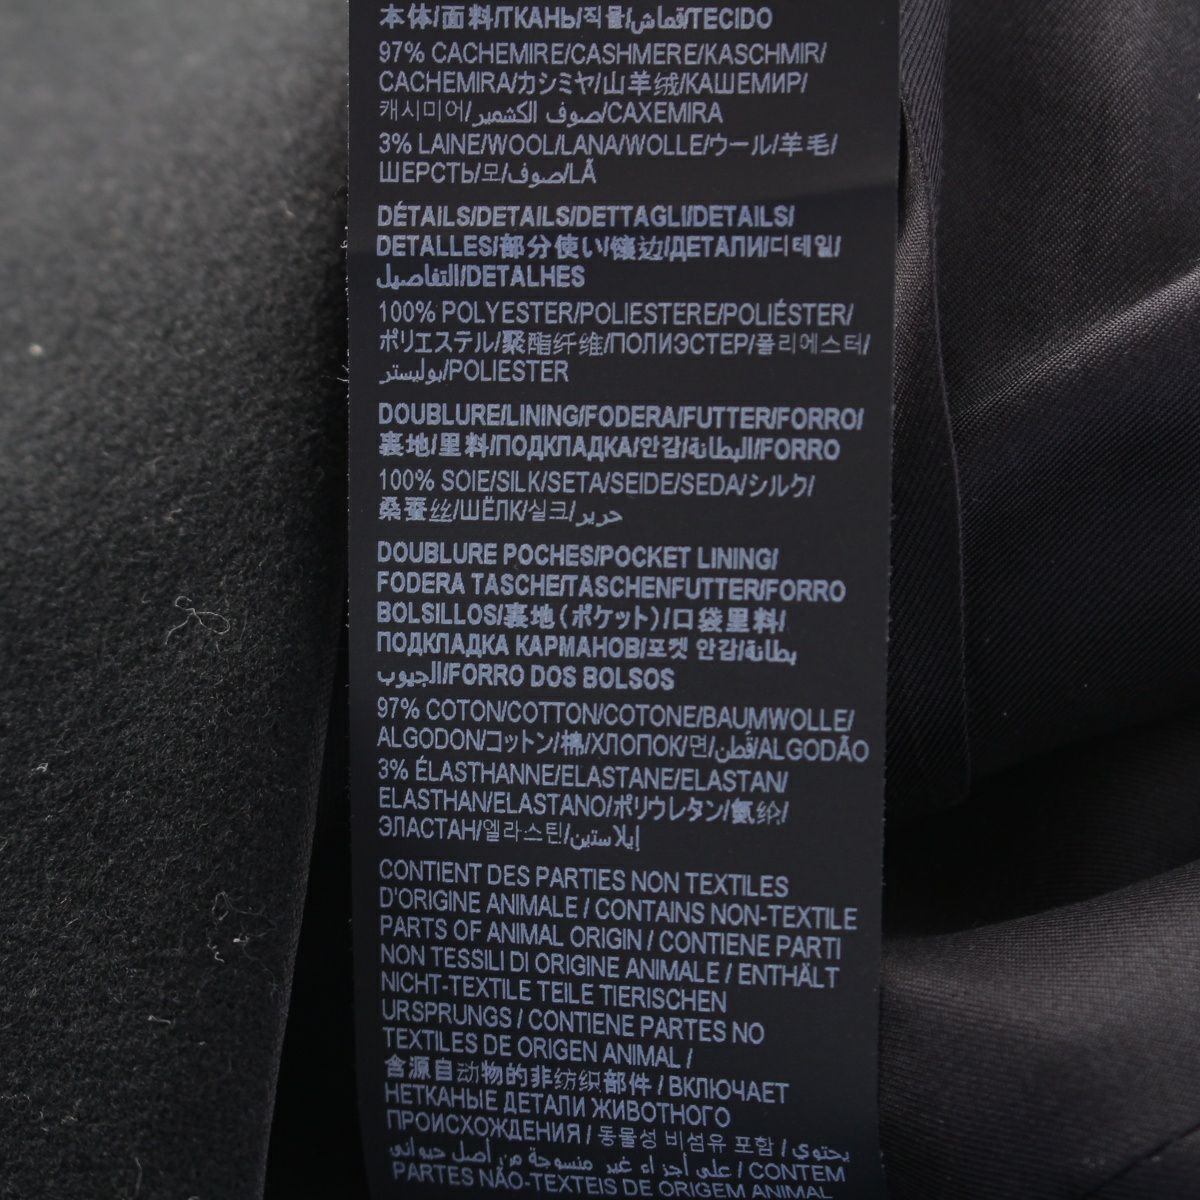 本体/面料/ТКАНЬ/직물/قماش/TECIDO
97% CACHEMIRE/CASHMERE/KASCHMIR/
CACHEMIRA/カシミヤ/山羊绒/КАШЕМИР/
캐시미어/صوف الكشمير/CAXEMIRA
3% LAINE/WOOL/LANA/WOLLE/ウール/羊毛/
ШЕРСТЬ/모/صوف/LÃ
DÉTAILS/DETAILS/DETTAGLI/DETAILS/
DETALLES/部分使い/镶边/ДЕТАЛИ/디테일/
التفاصيل/DETALHES
100% POLYESTER/POLIESTERE/POLIÉSTER/
ポリエステル/聚酯纤维/ПОЛИЭСТЕР/폴리에스터/
بوليستر/POLIESTER
DOUBLURE/LINING/FODERA/FUTTER/FORRO/
裏地/里料/ПОДКЛАДКА/안감/البطانة/FORRO
100% SOIE/SILK/SETA/SEIDE/SEDA/シルク/
桑蚕丝/ШЁЛК/실크/حرير
DOUBLURE POCHES/POCKET LINING/
FODERA TASCHE/TASCHENFUTTER/FORRO
BOLSILLOS/裏地(ポケット)/口袋里料/
ПОДКЛАДКА КАРМАНОВ/포켓 안감/بطانة
الجيوب/FORRO DOS BOLSOS
97% COTON/COTTON/COTONE/BAUMWOLLE/
ALGODON/コットン/棉/ХЛОПОК/면/قطن/ALGODÃO
3% ÉLASTHANNE/ELASTANE/ELASTAN/
ELASTHAN/ELASTANO/ポリウレタン/氨纶/
ЭЛАСТАН/엘라스틴/إيلاستين
CONTIENT DES PARTIES NON TEXTILES
D'ORIGINE ANIMALE / CONTAINS NON-TEXTILE
PARTS OF ANIMAL ORIGIN / CONTIENE PARTI
NON TESSILI DI ORIGINE ANIMALE / ENTHÄLT
NICHT-TEXTILE TEILE TIERISCHEN
URSPRUNGS / CONTIENE PARTES NO
TEXTILES DE ORIGEN ANIMAL /
含源自动物的非纺织部件 / ВКЛЮЧАЕТ
НЕТКАНЫЕ ДЕТАЛИ ЖИВОТНОГО
ПРОИСХОЖДЕНИЯ / 동물성 비섬유 포함 / يحتوي
على أجزاء غير منسوجة من أصل حيواني / CONTEM
PARTES NÃO-TEXTEIS DE ORIGEM ANIMAL